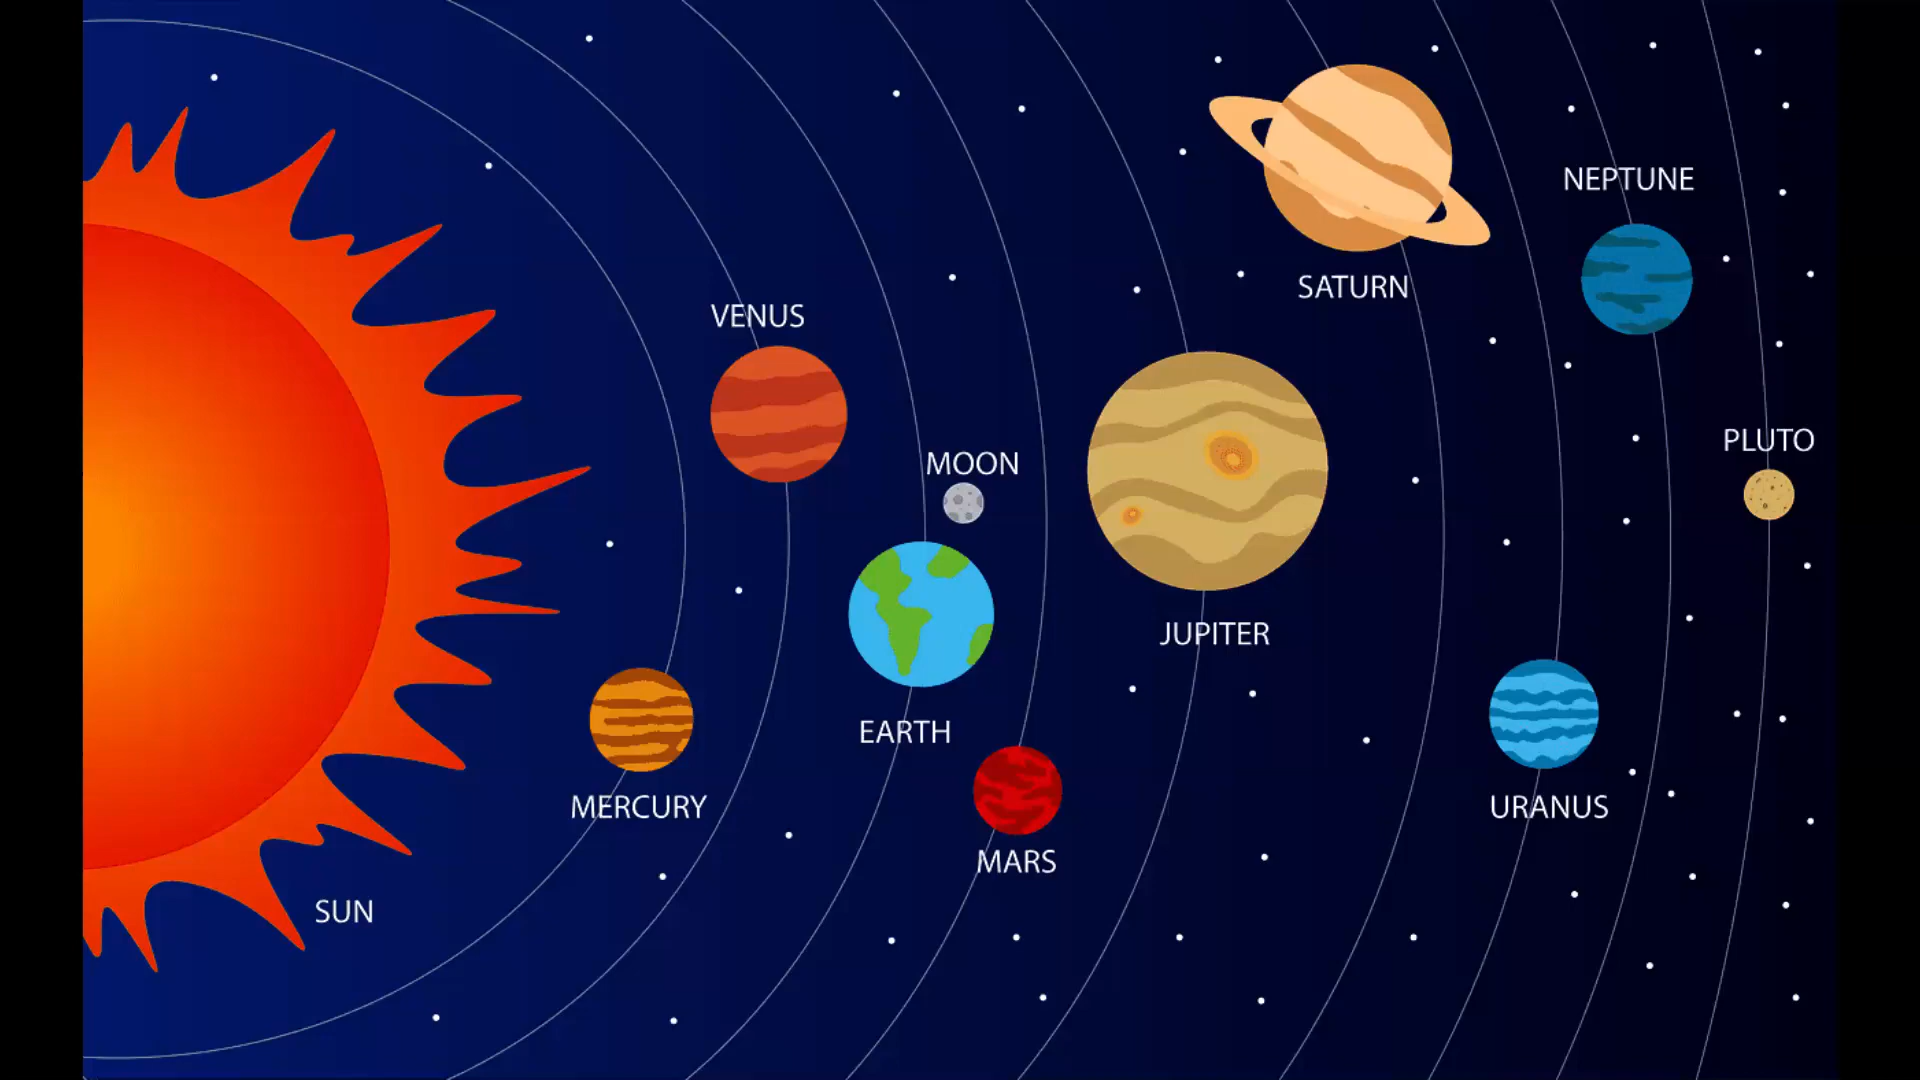 NEPTUNE
SATURN
VENUS
PLUTO
MOON
JUPITER
EARTH
MERCURY
URANUS
MARS
SUN